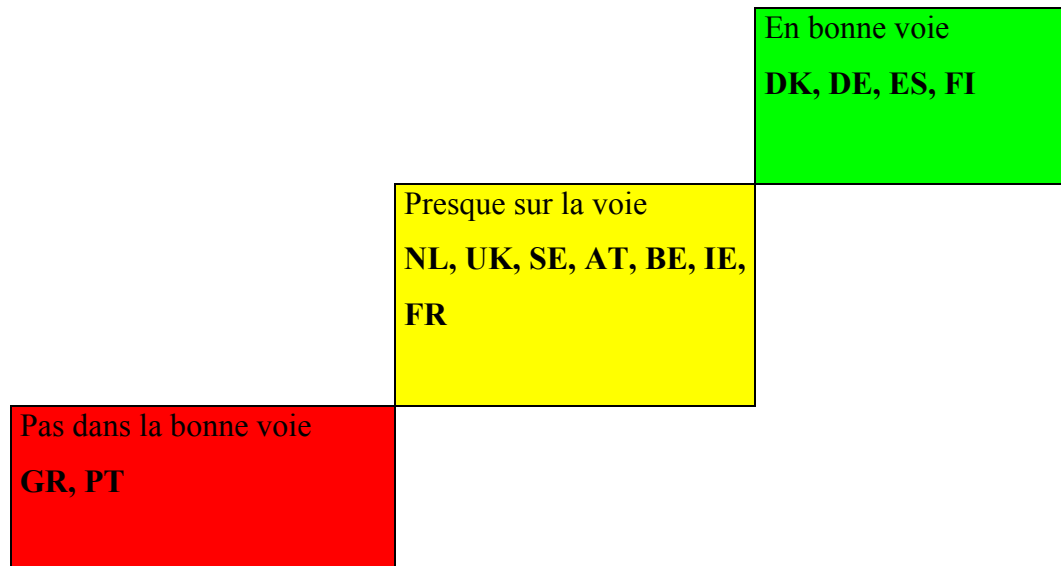 En bonne voie
DK, DE, ES, FI
Presque sur la voie
NL, UK, SE, AT, BE, IE,
FR
Pas dans la bonne voie
GR, PT